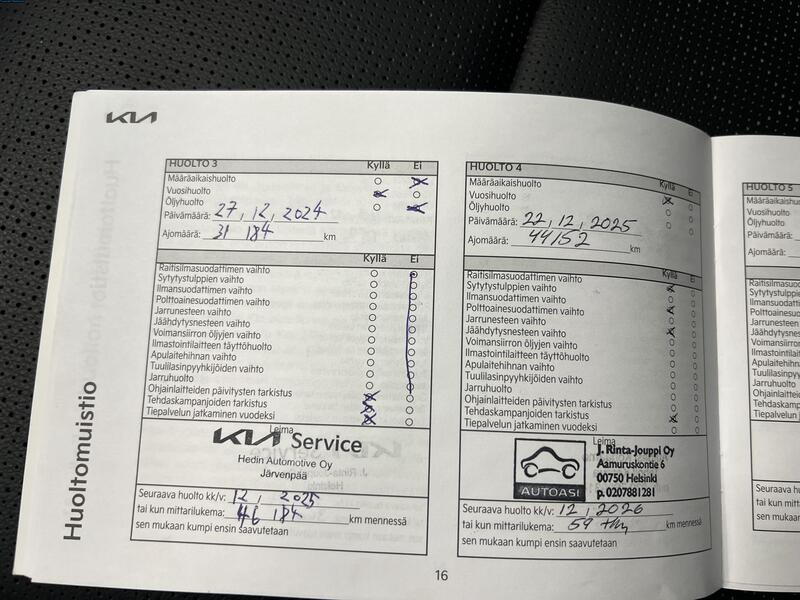 KIA
HUOLTO 3 Kyllä Ei
Määräaikaishuolto
Vuosihuolto
Öljyhuolto
Päivämäärä: 27, 12, 2024
Ajomäärä: 31 184 km
Kyllä Ei
Raitisilmasuodattimen vaihto
Sytytystulppien vaihto
Ilmansuodattimen vaihto
Polttoainesuodattimen vaihto
Jarrunesteen vaihto
Jäähdytysnesteen vaihto
Voimansiirron öljyjen vaihto
Ilmastointilaitteen täyttöhuolto
Apulaitehihnan vaihto
Tuulilasinpyyhkijöiden vaihto
Jarruhuolto
Ohjainlaitteiden päivitysten tarkistus
Tehdaskampanjoiden tarkistus
Tiepalvelun jatkaminen vuodeksi
Leima
KIA Service
Hedin Automotive Oy
Järvenpää
Seuraava huolto kk/v: 12, 2025
tai kun mittarilukema: 46 184 km mennessä
sen mukaan kumpi ensin saavutetaan
HUOLTO 4 Kyllä Ei
Määräaikaishuolto
Vuosihuolto
Öljyhuolto
Päivämäärä: 22, 12, 2025
Ajomäärä: 44152 km
Kyllä Ei
Raitisilmasuodattimen vaihto
Sytytystulppien vaihto
Ilmansuodattimen vaihto
Polttoainesuodattimen vaihto
Jarrunesteen vaihto
Jäähdytysnesteen vaihto
Voimansiirron öljyjen vaihto
Ilmastointilaitteen täyttöhuolto
Apulaitehihnan vaihto
Tuulilasinpyyhkijöiden vaihto
Jarruhuolto
Ohjainlaitteiden päivitysten tarkistus
Tehdaskampanjoiden tarkistus
Tiepalvelun jatkaminen vuodeksi
Leima
AUTOASI
J. Rinta-Jouppi Oy
Aamuruskontie 6
00750 Helsinki
p. 0207881281
Seuraava huolto kk/v: 12, 2026
tai kun mittarilukema: 59 tkm km mennessä
sen mukaan kumpi ensin saavutetaan
HUOLTO 5
Määräaikaishuolto
Vuosihuolto
Öljyhuolto
Päivämäärä:
Ajomäärä:
Huoltomuistio
16